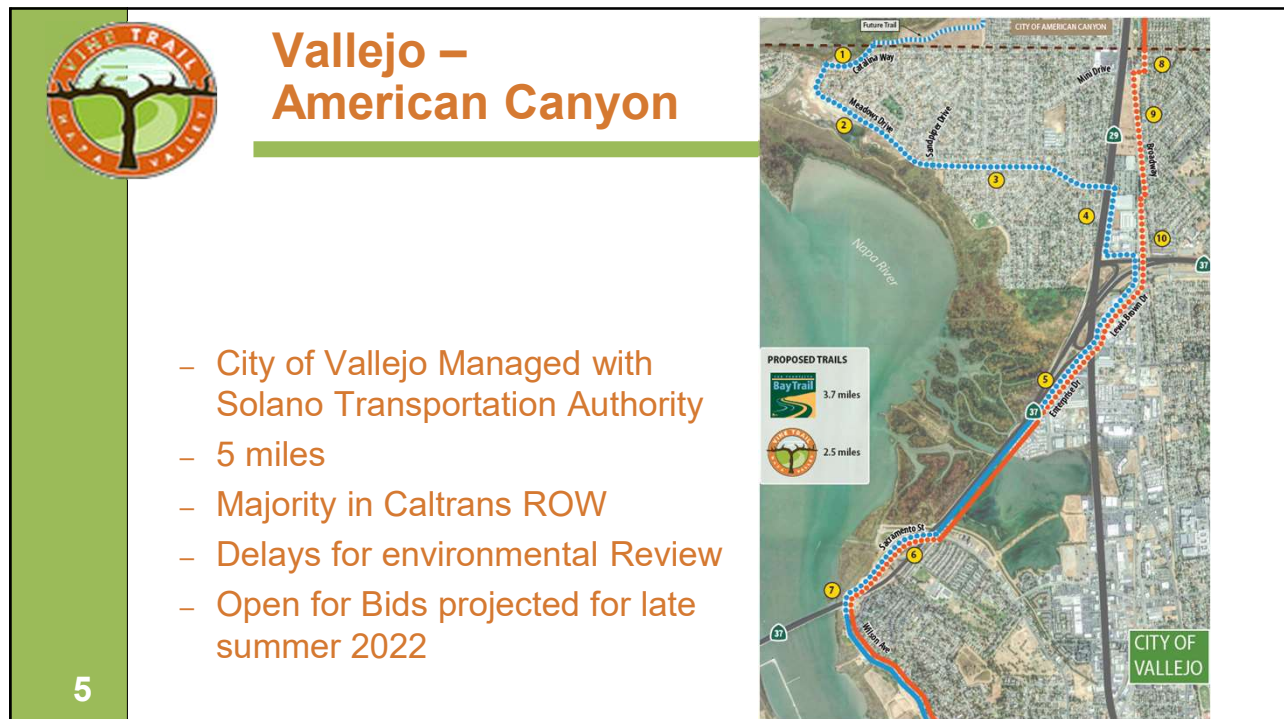 VINE TRAIL
NAPA VALLEY
Vallejo –
American Canyon
– City of Vallejo Managed with
Solano Transportation Authority
– 5 miles
– Majority in Caltrans ROW
– Delays for environmental Review
– Open for Bids projected for late
summer 2022
5
Future Trail
CITY OF AMERICAN CANYON
1
Catalina Way
Mini Drive
8
Meadows Drive
2
Sandpiper Drive
9
29
Broadway
3
4
10
Napa River
37
Lewis Brown Dr
PROPOSED TRAILS
Bay Trail
3.7 miles
VINE TRAIL
2.5 miles
5
37
Enterprise Dr
Sacramento St
6
7
37
Wilson Ave
CITY OF
VALLEJO